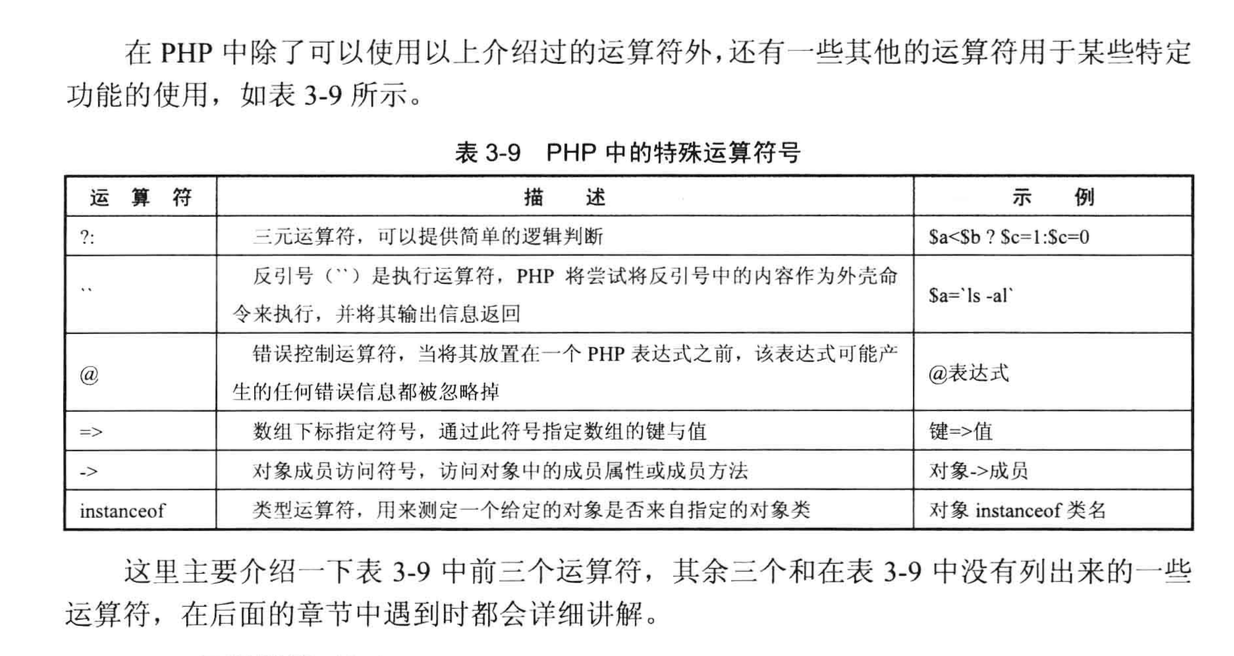 在 PHP 中除了可以使用以上介绍过的运算符外，还有一些其他的运算符用于某些特定
功能的使用，如表 3-9 所示。
表 3-9 PHP 中的特殊运算符号
运 算 符 描 述 示 例
?: 三元运算符，可以提供简单的逻辑判断 $a<$b ? $c=1:$c=0
反引号（``）是执行运算符，PHP 将尝试将反引号中的内容作为外壳命
`` $a=`ls -al`
令来执行，并将其输出信息返回
错误控制运算符，当将其放置在一个 PHP 表达式之前，该表达式可能产
@ @表达式
生的任何错误信息都被忽略掉
=> 数组下标指定符号，通过此符号指定数组的键与值 键=>值
-> 对象成员访问符号，访问对象中的成员属性或成员方法 对象->成员
instanceof 类型运算符，用来测定一个给定的对象是否来自指定的对象类 对象 instanceof 类名
这里主要介绍一下表 3-9 中前三个运算符，其余三个和在表 3-9 中没有列出来的一些
运算符，在后面的章节中遇到时都会详细讲解。